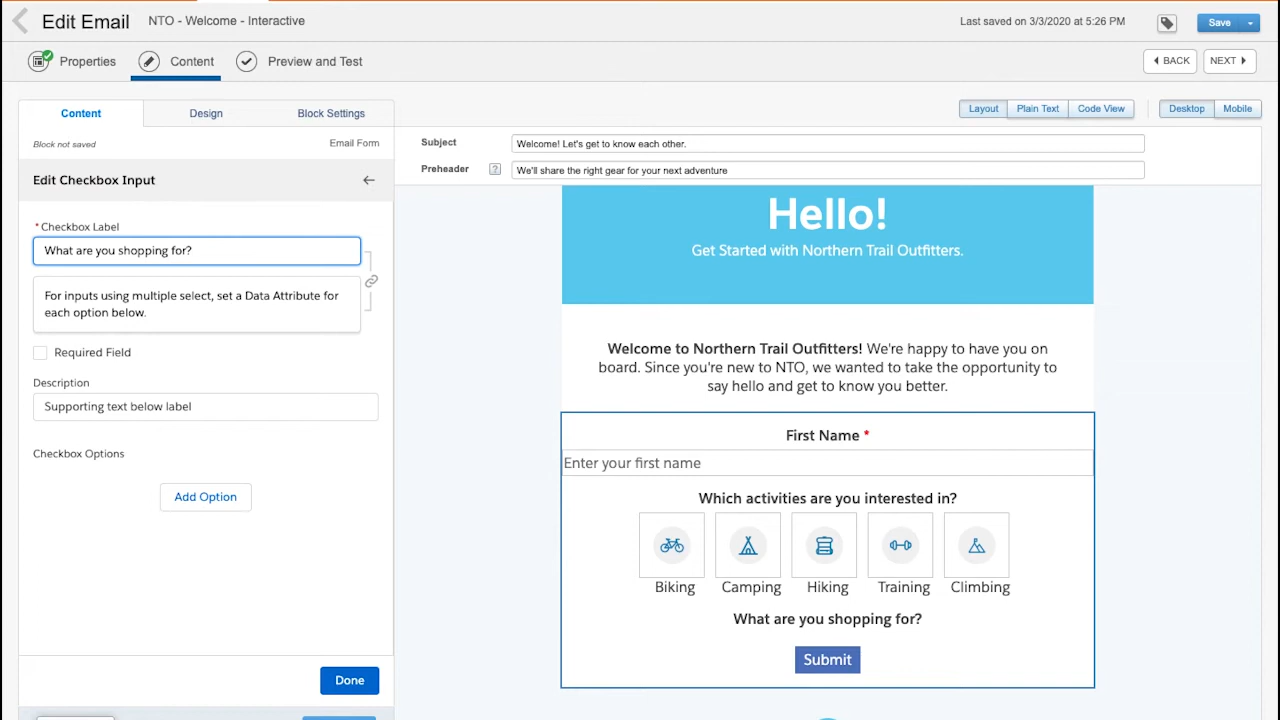 Edit Email
NTO - Welcome - Interactive
Last saved on 3/3/2020 at 5:26 PM
Save
Properties
Content
Preview and Test
BACK
NEXT
Content
Design
Block Settings
Layout
Plain Text
Code View
Desktop
Mobile
Block not saved
Email Form
Subject
Welcome! Let's get to know each other.
Preheader
?
We'll share the right gear for your next adventure
Edit Checkbox Input
* Checkbox Label
What are you shopping for?
For inputs using multiple select, set a Data Attribute for
each option below.
Required Field
Description
Supporting text below label
Checkbox Options
Add Option
Done
Hello!
Get Started with Northern Trail Outfitters.
Welcome to Northern Trail Outfitters! We're happy to have you on
board. Since you're new to NTO, we wanted to take the opportunity to
say hello and get to know you better.
First Name *
Enter your first name
Which activities are you interested in?
Biking
Camping
Hiking
Training
Climbing
What are you shopping for?
Submit